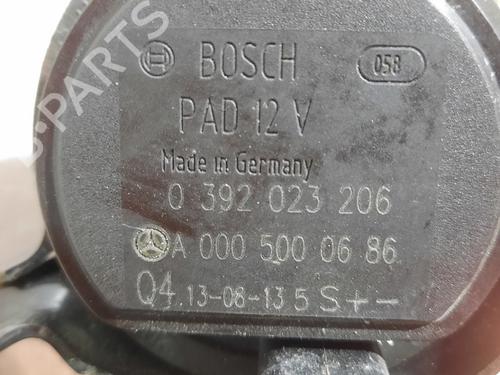 B-PARTS
BOSCH 058
PAD 12 V
Made in Germany
0 392 023 206
A 000 500 06 86
Q4 13-08-13 5 S + -